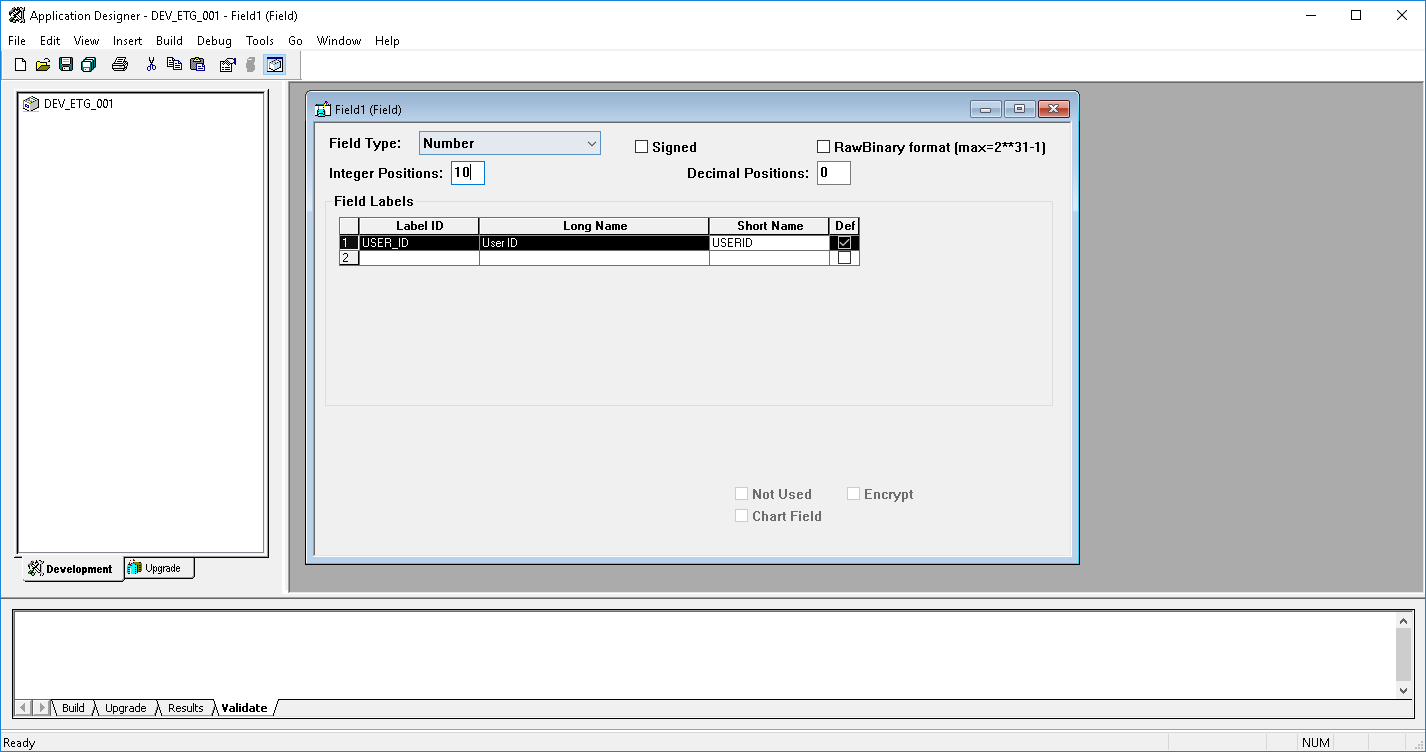 Application Designer - DEV_ETG_001 - Field1 (Field)
File Edit View Insert Build Debug Tools Go Window Help
DEV_ETG_001
Field1 (Field)
Field Type: Number Signed RawBinary format (max=2**31-1)
Integer Positions: 10 Decimal Positions: 0
Field Labels
Label ID Long Name Short Name Def
1 USER_ID User ID USERID
2
Not Used Encrypt
Chart Field
Development Upgrade
Build Upgrade Results Validate
Ready NUM